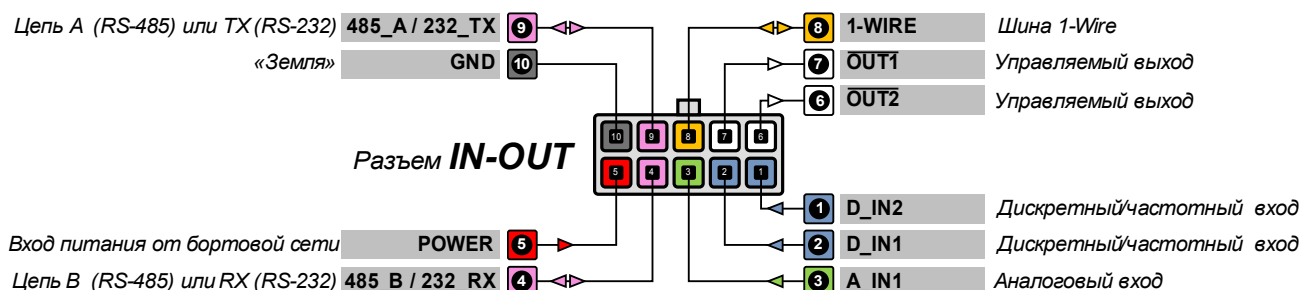 Цепь A (RS-485) или TX (RS-232) 485_A / 232_TX 9 8 1-WIRE Шина 1-Wire
«Земля» GND 10 7 OUT1 Управляемый выход
6 OUT2 Управляемый выход
10 9 8 7 6
Разъем IN-OUT
5 4 3 2 1
1 D_IN2 Дискретный/частотный вход
Вход питания от бортовой сети POWER 5 2 D_IN1 Дискретный/частотный вход
Цепь B (RS-485) или RX (RS-232) 485_B / 232_RX 4 3 A_IN1 Аналоговый вход